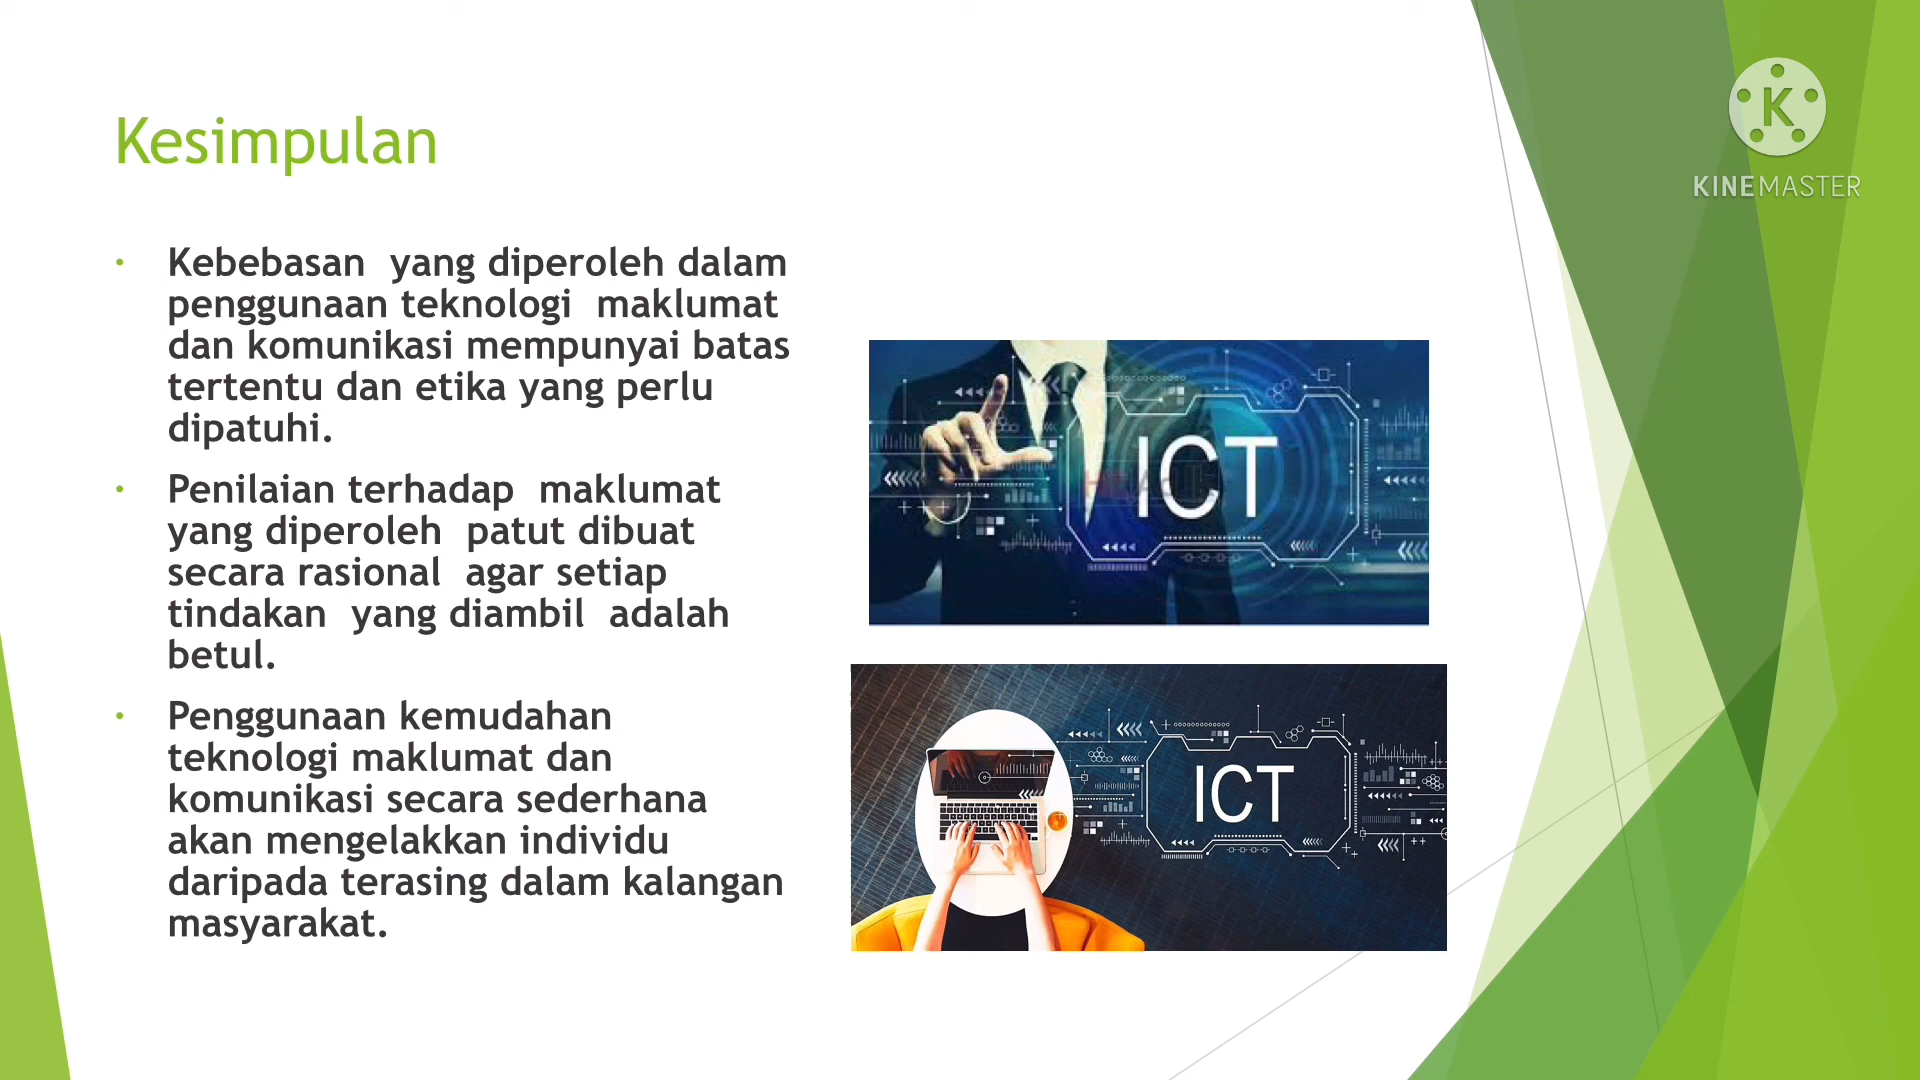 Kesimpulan
KINEMASTER
K
• Kebebasan  yang diperoleh dalam
penggunaan teknologi  maklumat
dan komunikasi mempunyai batas
tertentu dan etika yang perlu
dipatuhi.
• Penilaian terhadap  maklumat
yang diperoleh  patut dibuat
secara rasional  agar setiap
tindakan  yang diambil  adalah
betul.
• Penggunaan kemudahan
teknologi maklumat dan
komunikasi secara sederhana
akan mengelakkan individu
daripada terasing dalam kalangan
masyarakat.
ICT
ICT